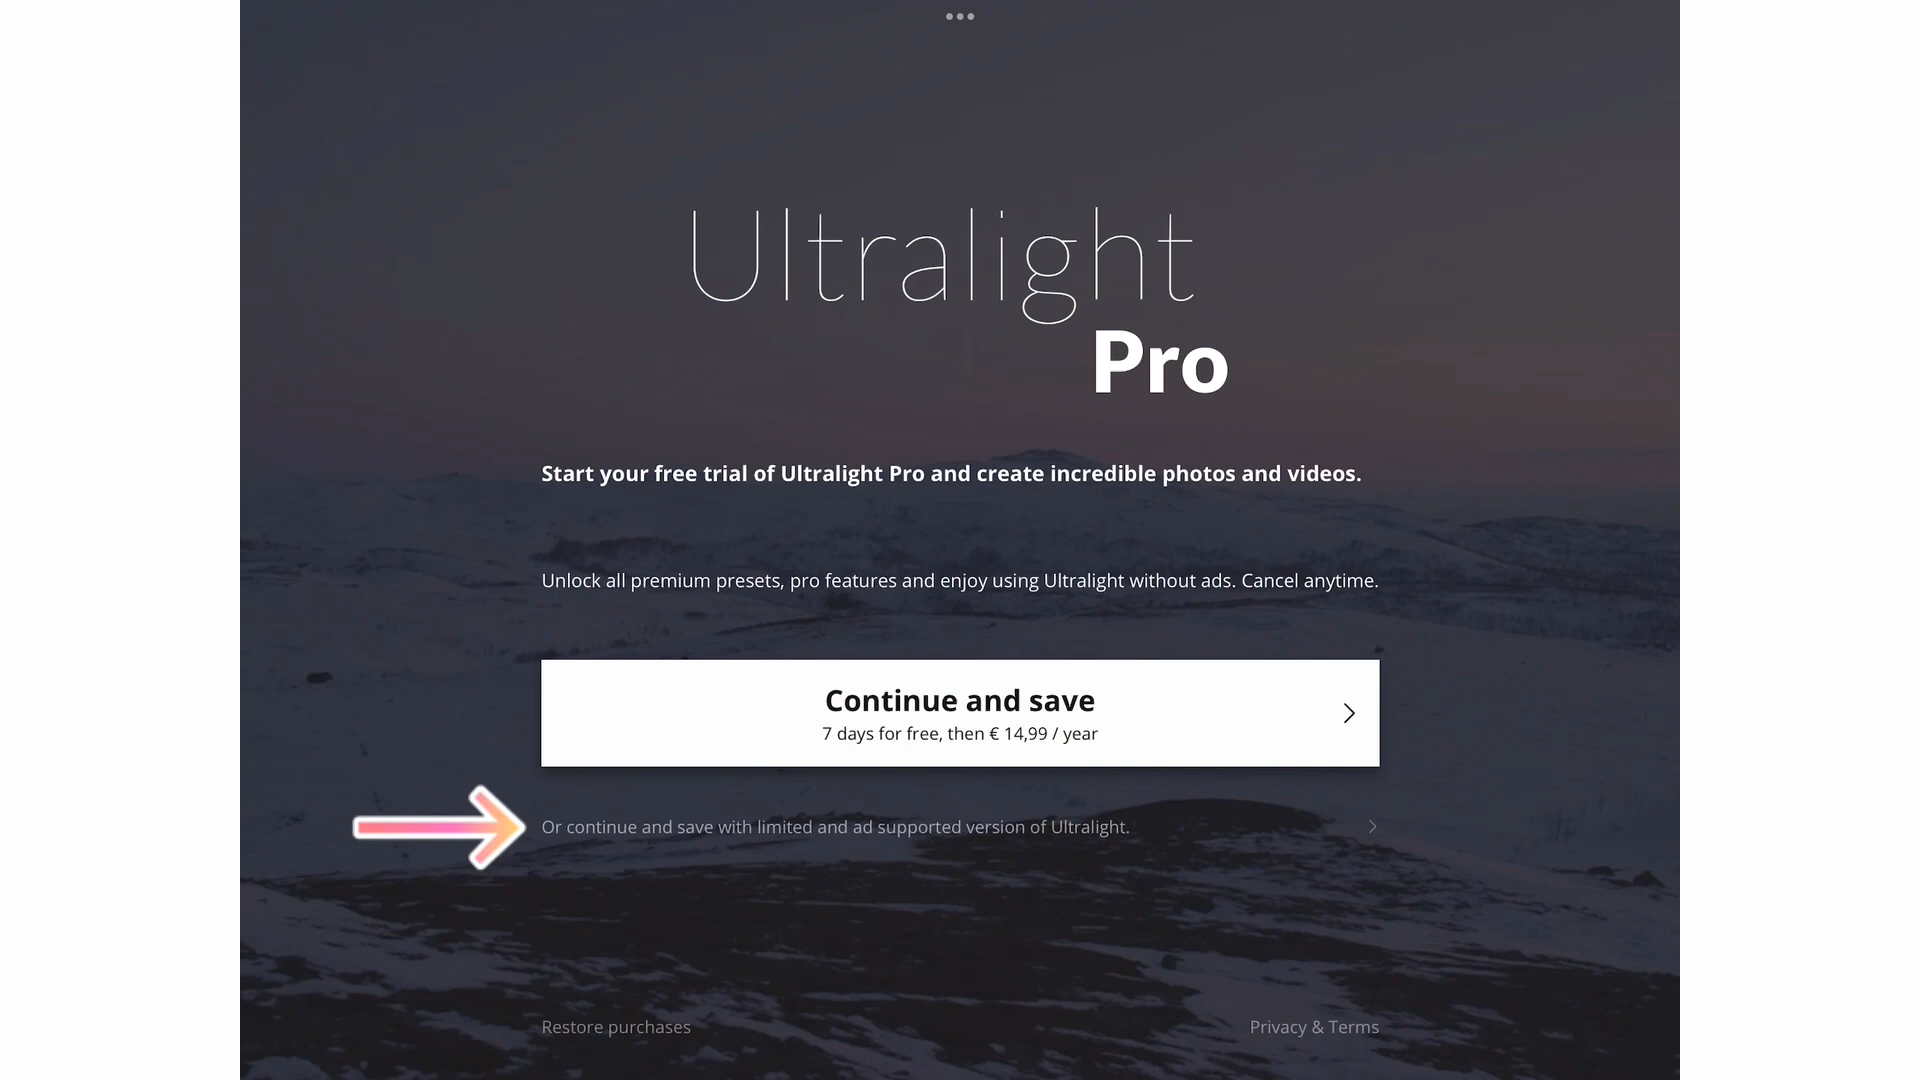 Ultralight
Pro
Start your free trial of Ultralight Pro and create incredible photos and videos.
Unlock all premium presets, pro features and enjoy using Ultralight without ads. Cancel anytime.
Continue and save
7 days for free, then € 14,99 / year
Or continue and save with limited and ad supported version of Ultralight.
Restore purchases
Privacy & Terms